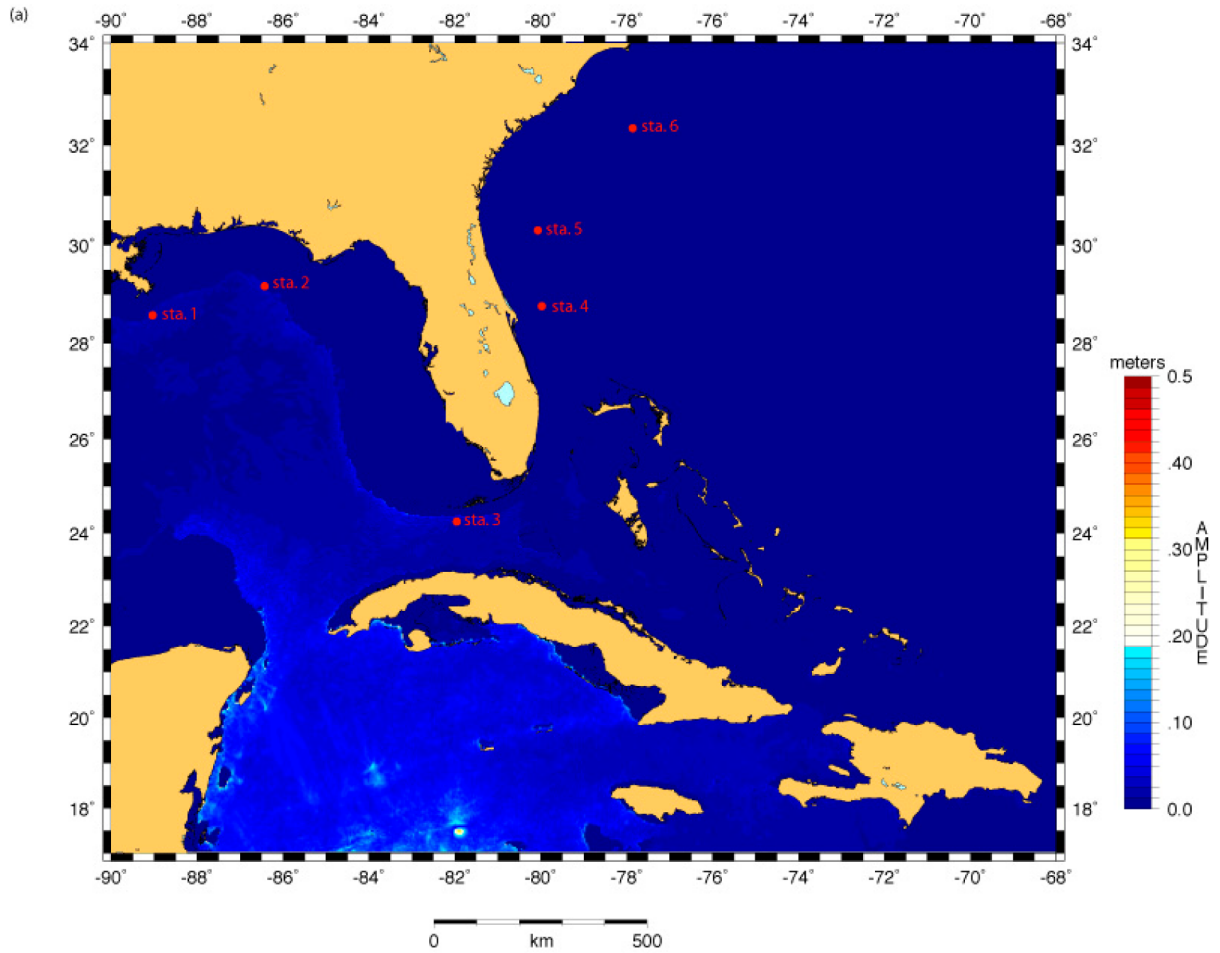 (a)
-90° -88° -86° -84° -82° -80° -78° -76° -74° -72° -70° -68°
34° 34°
sta. 6
32° 32°
sta. 5
30° 30°
sta. 2
sta. 4
sta. 1
28° 28°
meters
0.5
26° 26°
.40
sta. 3
24° 24°
.30
AMPLITUDE
22° 22°
.20
20° 20°
.10
18° 18°
0.0
-90° -88° -86° -84° -82° -80° -78° -76° -74° -72° -70° -68°
0 km 500